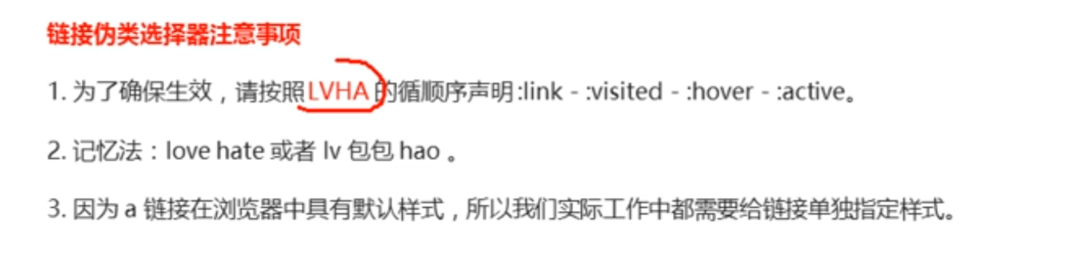 链接伪类选择器注意事项
1. 为了确保生效，请按照 LVHA 的循顺序声明 :link - :visited - :hover - :active。
2. 记忆法：love hate 或者 lv 包包 hao 。
3. 因为 a 链接在浏览器中具有默认样式，所以我们实际工作中都需要给链接单独指定样式。